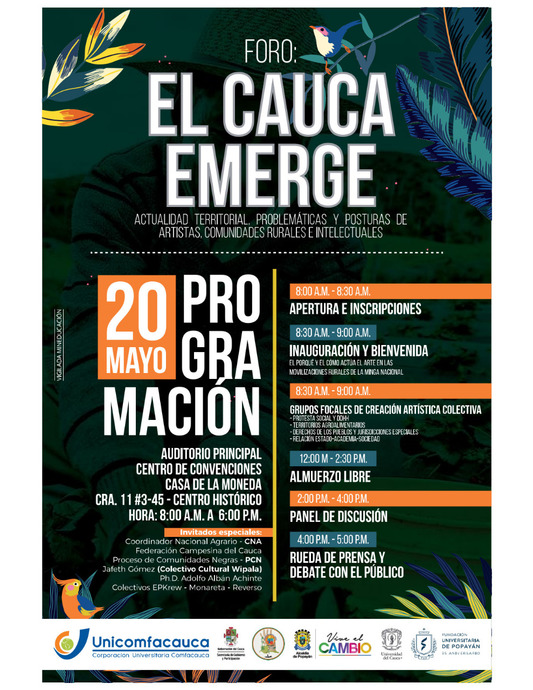 FORO:
EL CAUCA
EMERGE
ACTUALIDAD TERRITORIAL, PROBLEMÁTICAS Y POSTURAS DE
ARTISTAS, COMUNIDADES RURALES E INTELECTUALES
VIGILADA MINEDUCACIÓN
20
MAYO
PRO
GRA
MACIÓN
AUDITORIO PRINCIPAL
CENTRO DE CONVENCIONES
CASA DE LA MONEDA
CRA. 11 #3-45 - CENTRO HISTÓRICO
HORA: 8:00 A.M. A 6:00 P.M.
Invitados especiales:
Coordinador Nacional Agrario - CNA
Federación Campesina del Cauca
Proceso de Comunidades Negras - PCN
Jafeth Gómez (Colectivo Cultural Wipala)
Ph.D. Adolfo Albán Achinte
Colectivos EPKrew - Monareta - Reverso
8:00 A.M. - 8:30 A.M.
APERTURA E INSCRIPCIONES
8:30 A.M. - 9:00 A.M.
INAUGURACIÓN Y BIENVENIDA
EL PORQUÉ Y EL CÓMO ACTÚA EL ARTE EN LAS
MOVILIZACIONES RURALES DE LA MINGA NACIONAL
8:30 A.M. - 9:00 A.M.
GRUPOS FOCALES DE CREACIÓN ARTÍSTICA COLECTIVA
- PROTESTA SOCIAL Y DDHH
- TERRITORIOS AGROALIMENTARIOS
- DERECHOS DE LOS PUEBLOS Y JURISDICCIONES ESPECIALES
- RELACIÓN ESTADO-ACADEMIA-SOCIEDAD
12:00 M - 2:30 P.M.
ALMUERZO LIBRE
2:00 P.M. - 4:00 P.M.
PANEL DE DISCUSIÓN
4:00 P.M. - 5:00 P.M.
RUEDA DE PRENSA Y
DEBATE CON EL PÚBLICO
Unicomfacauca
Corporación Universitaria Comfacauca
Alcaldía
de Popayán
Vive el
CAMBIO
Universidad
del Cauca
FUNDACIÓN
UNIVERSITARIA
DE POPAYÁN